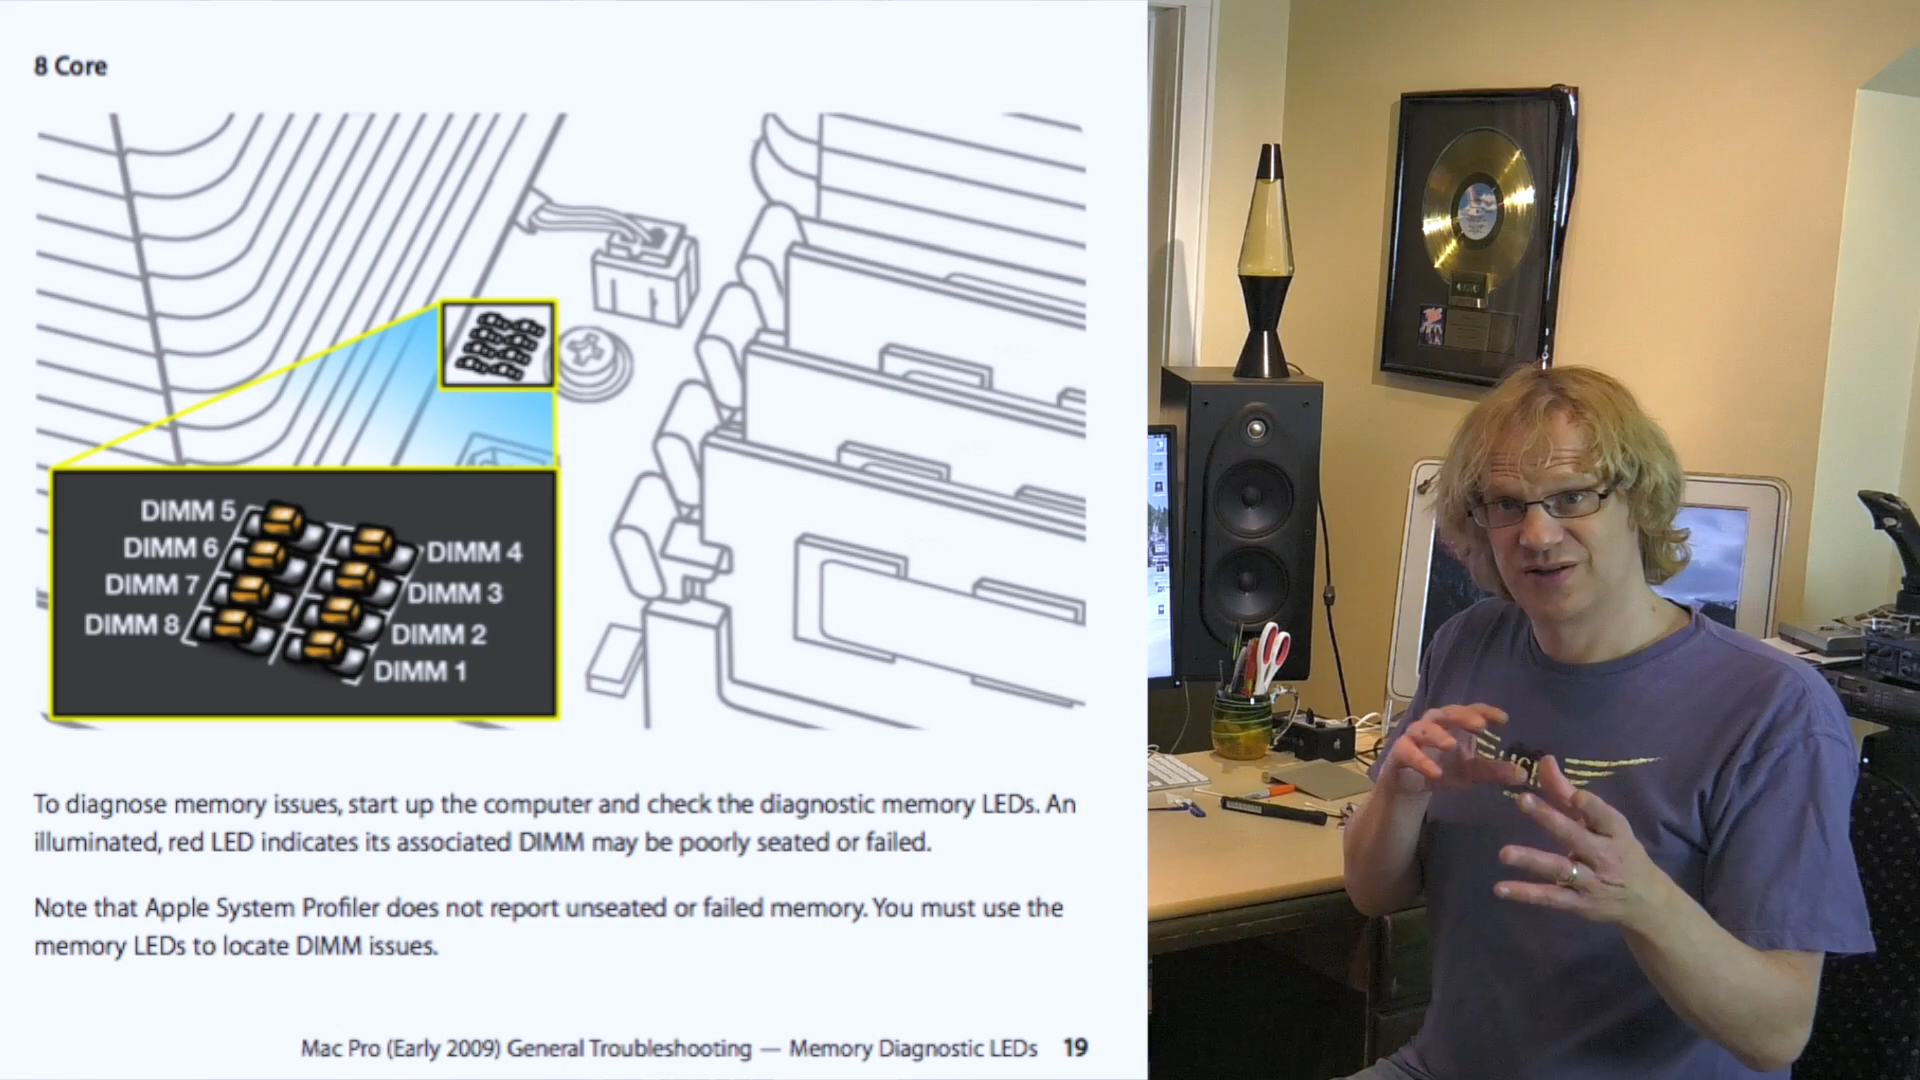 8 Core
DIMM 5
DIMM 6
DIMM 7
DIMM 8
DIMM 4
DIMM 3
DIMM 2
DIMM 1
To diagnose memory issues, start up the computer and check the diagnostic memory LEDs. An
illuminated, red LED indicates its associated DIMM may be poorly seated or failed.
Note that Apple System Profiler does not report unseated or failed memory. You must use the
memory LEDs to locate DIMM issues.
Mac Pro (Early 2009) General Troubleshooting — Memory Diagnostic LEDs 19